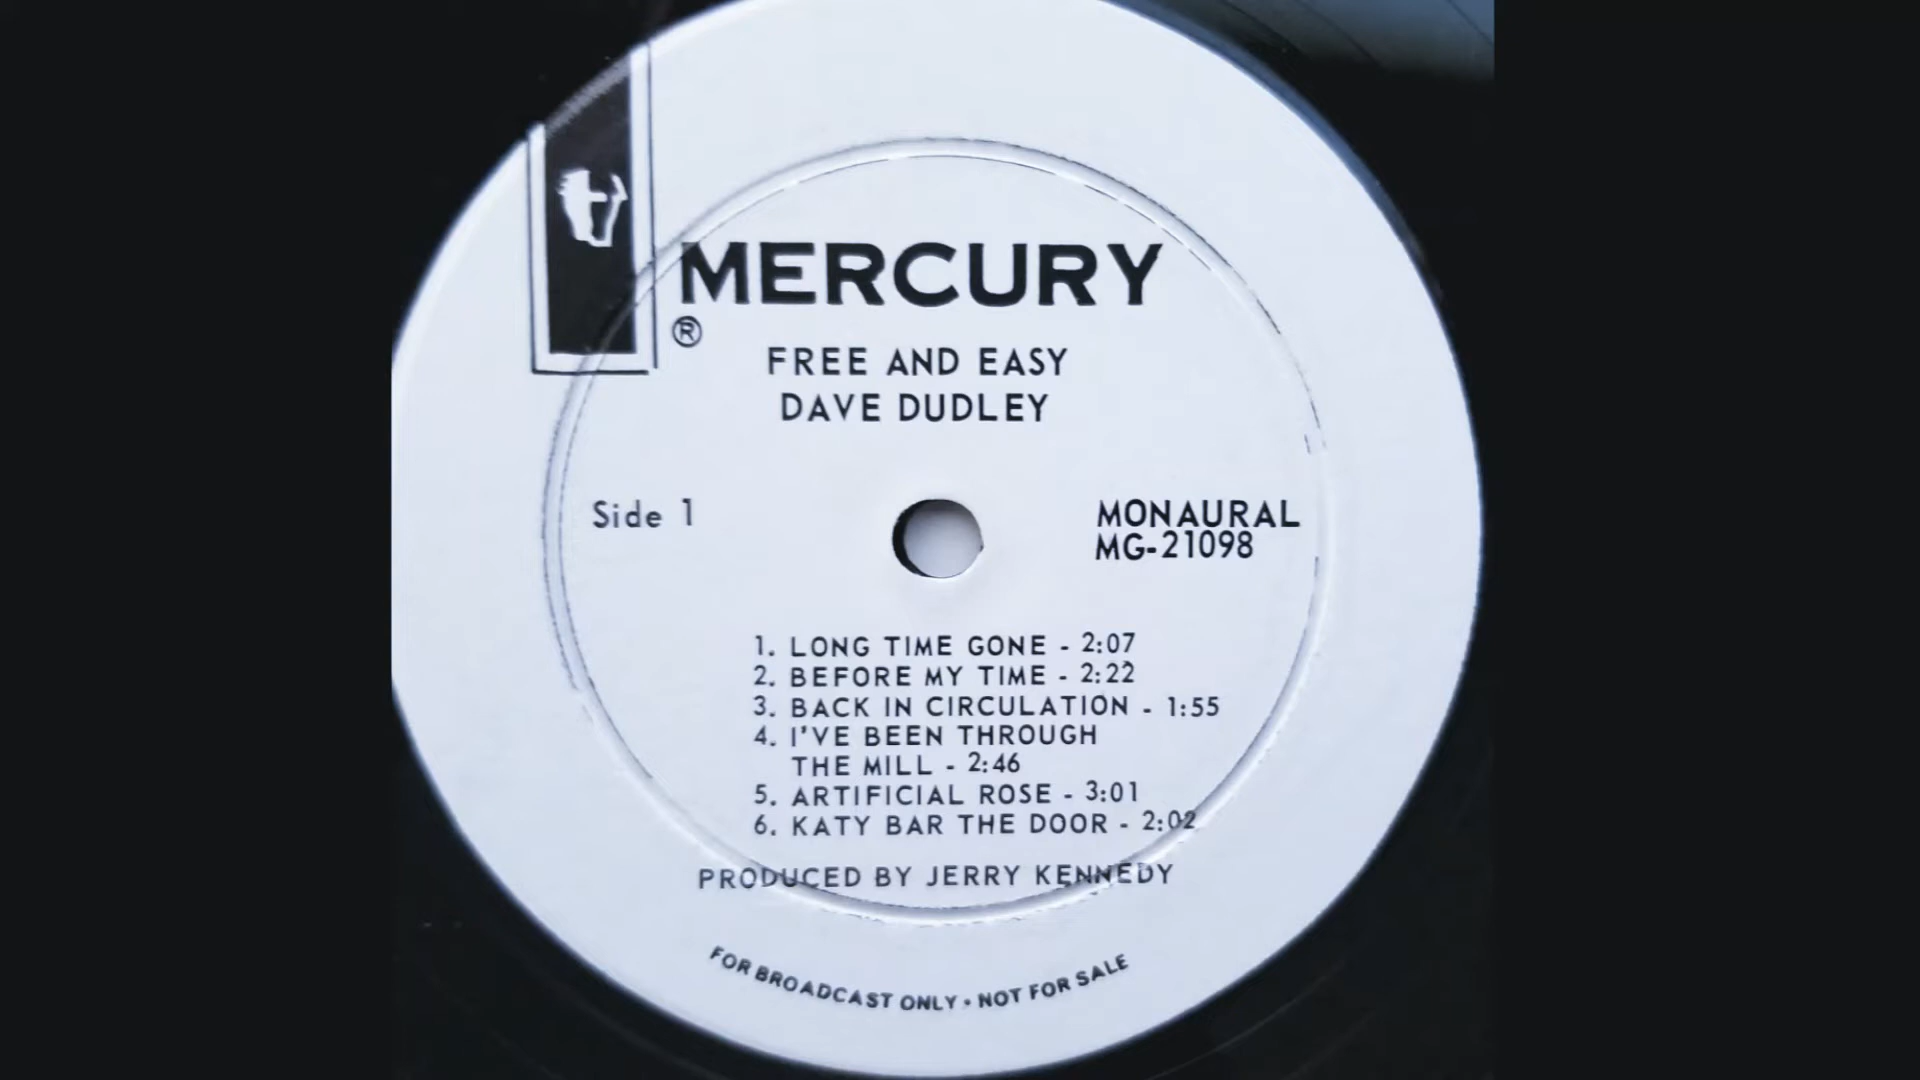 MERCURY
®
FREE AND EASY
DAVE DUDLEY
Side 1
MONAURAL
MG-21098
1. LONG TIME GONE - 2:07
2. BEFORE MY TIME - 2:22
3. BACK IN CIRCULATION - 1:55
4. I'VE BEEN THROUGH
THE MILL - 2:46
5. ARTIFICIAL ROSE - 3:01
6. KATY BAR THE DOOR - 2:02
PRODUCED BY JERRY KENNEDY
FOR BROADCAST ONLY • NOT FOR SALE